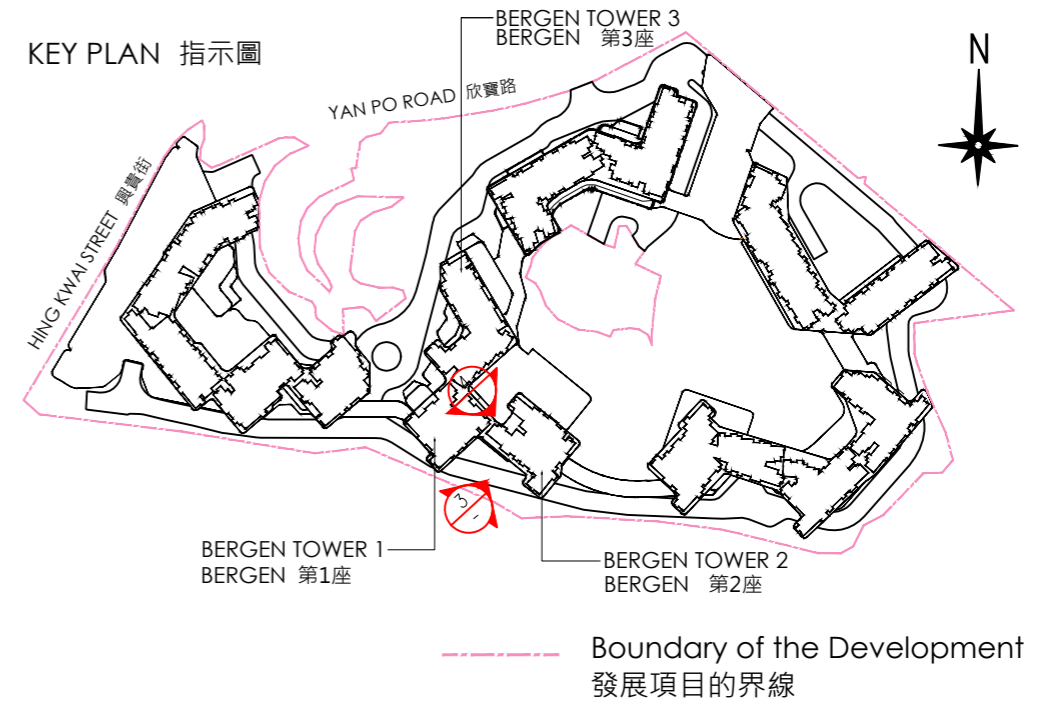 BERGEN TOWER 3
BERGEN 第3座
KEY PLAN 指示圖
N
YAN PO ROAD 欣寶路
HING KWAI STREET 興貴街
3
-
BERGEN TOWER 1
BERGEN 第1座
BERGEN TOWER 2
BERGEN 第2座
Boundary of the Development
發展項目的界線